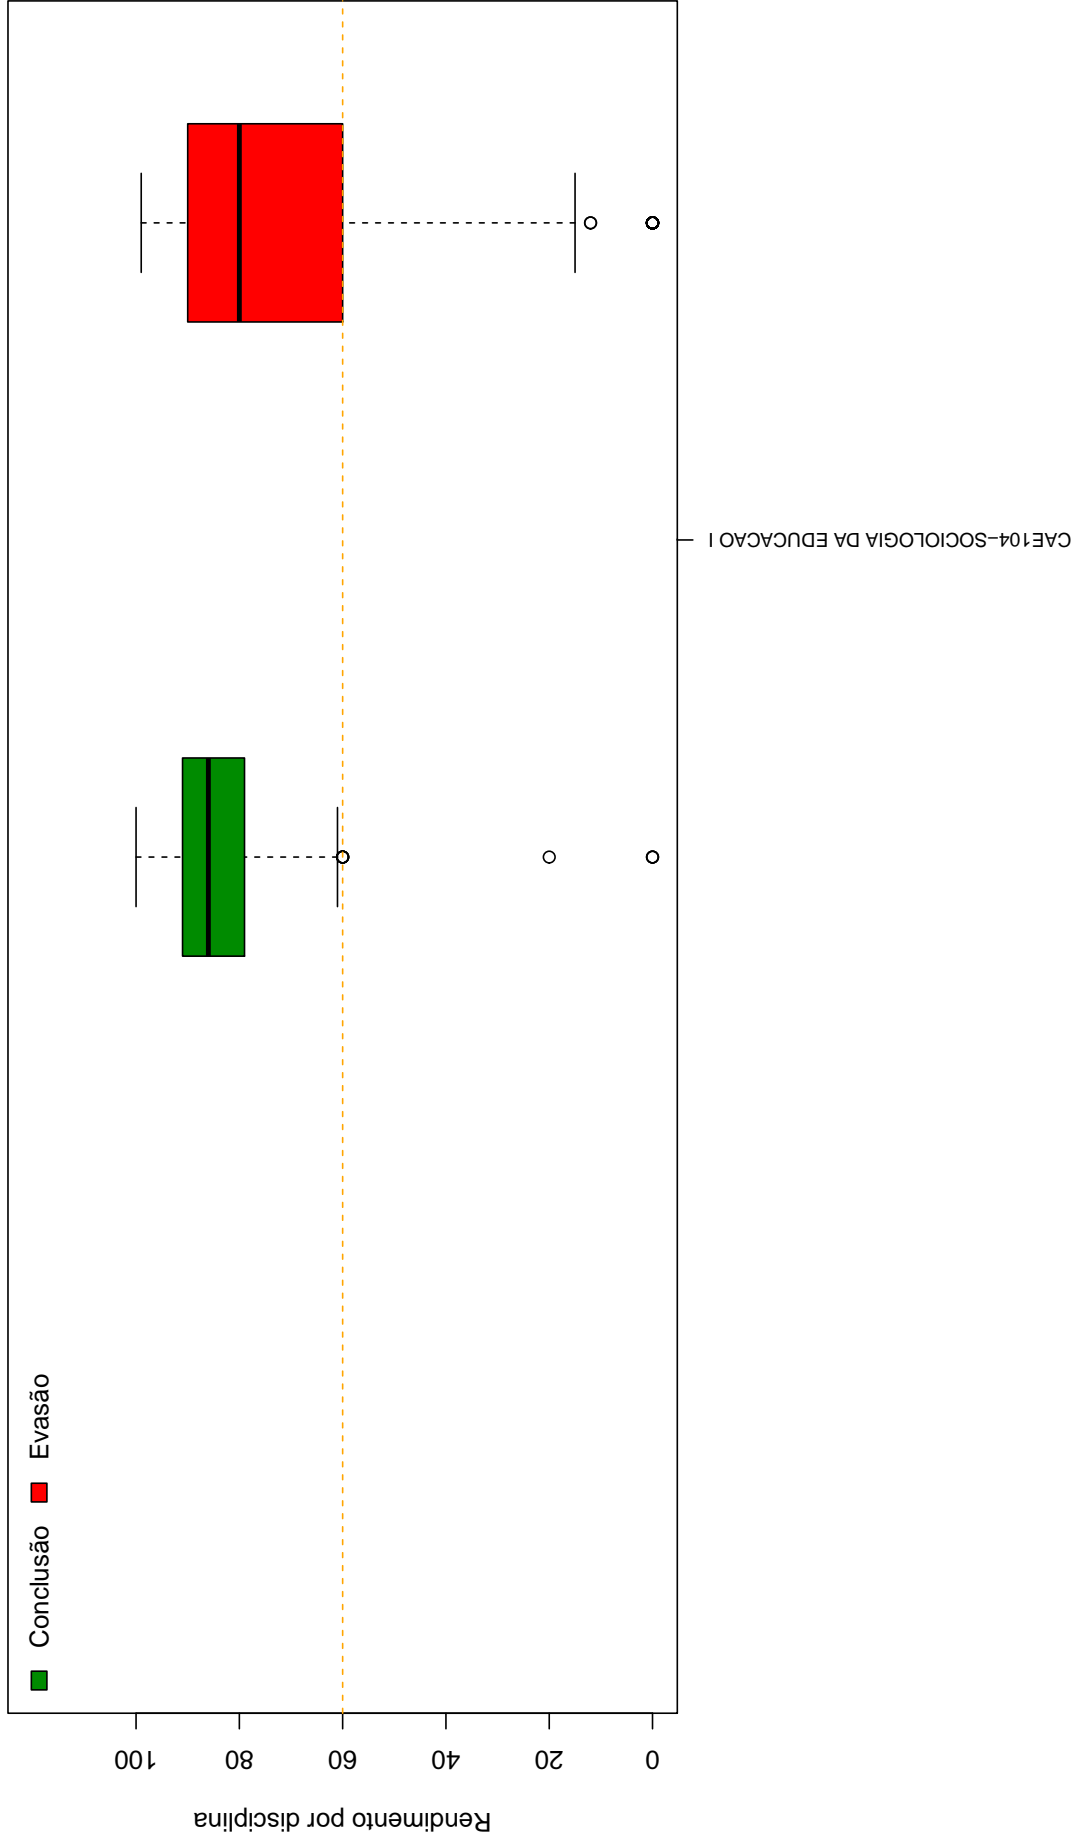 Conclusão
Evasão
100
80
60
40
20
0
Rendimento por disciplina
CAE104−SOCIOLOGIA DA EDUCACAO I